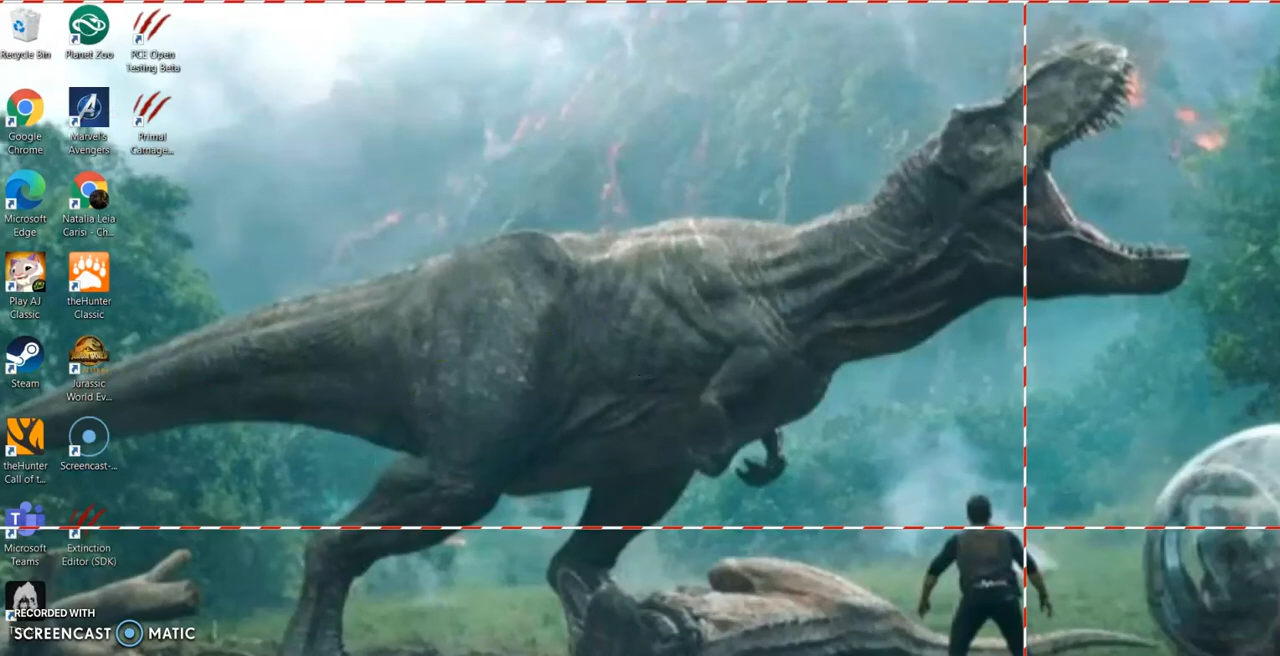 Recycle Bin
Planet Zoo
PCE Open
Testing Beta
Google
Chrome
Marvel's
Avengers
Primal
Carnage...
Microsoft
Edge
Natalia Leia
Carisi - Ch...
Play AJ
Classic
theHunter
Classic
Steam
Jurassic
World Ev...
theHunter
Call of t...
Screencast-...
Microsoft
Teams
Extinction
Editor (SDK)
RECORDED WITH
SCREENCAST MATIC